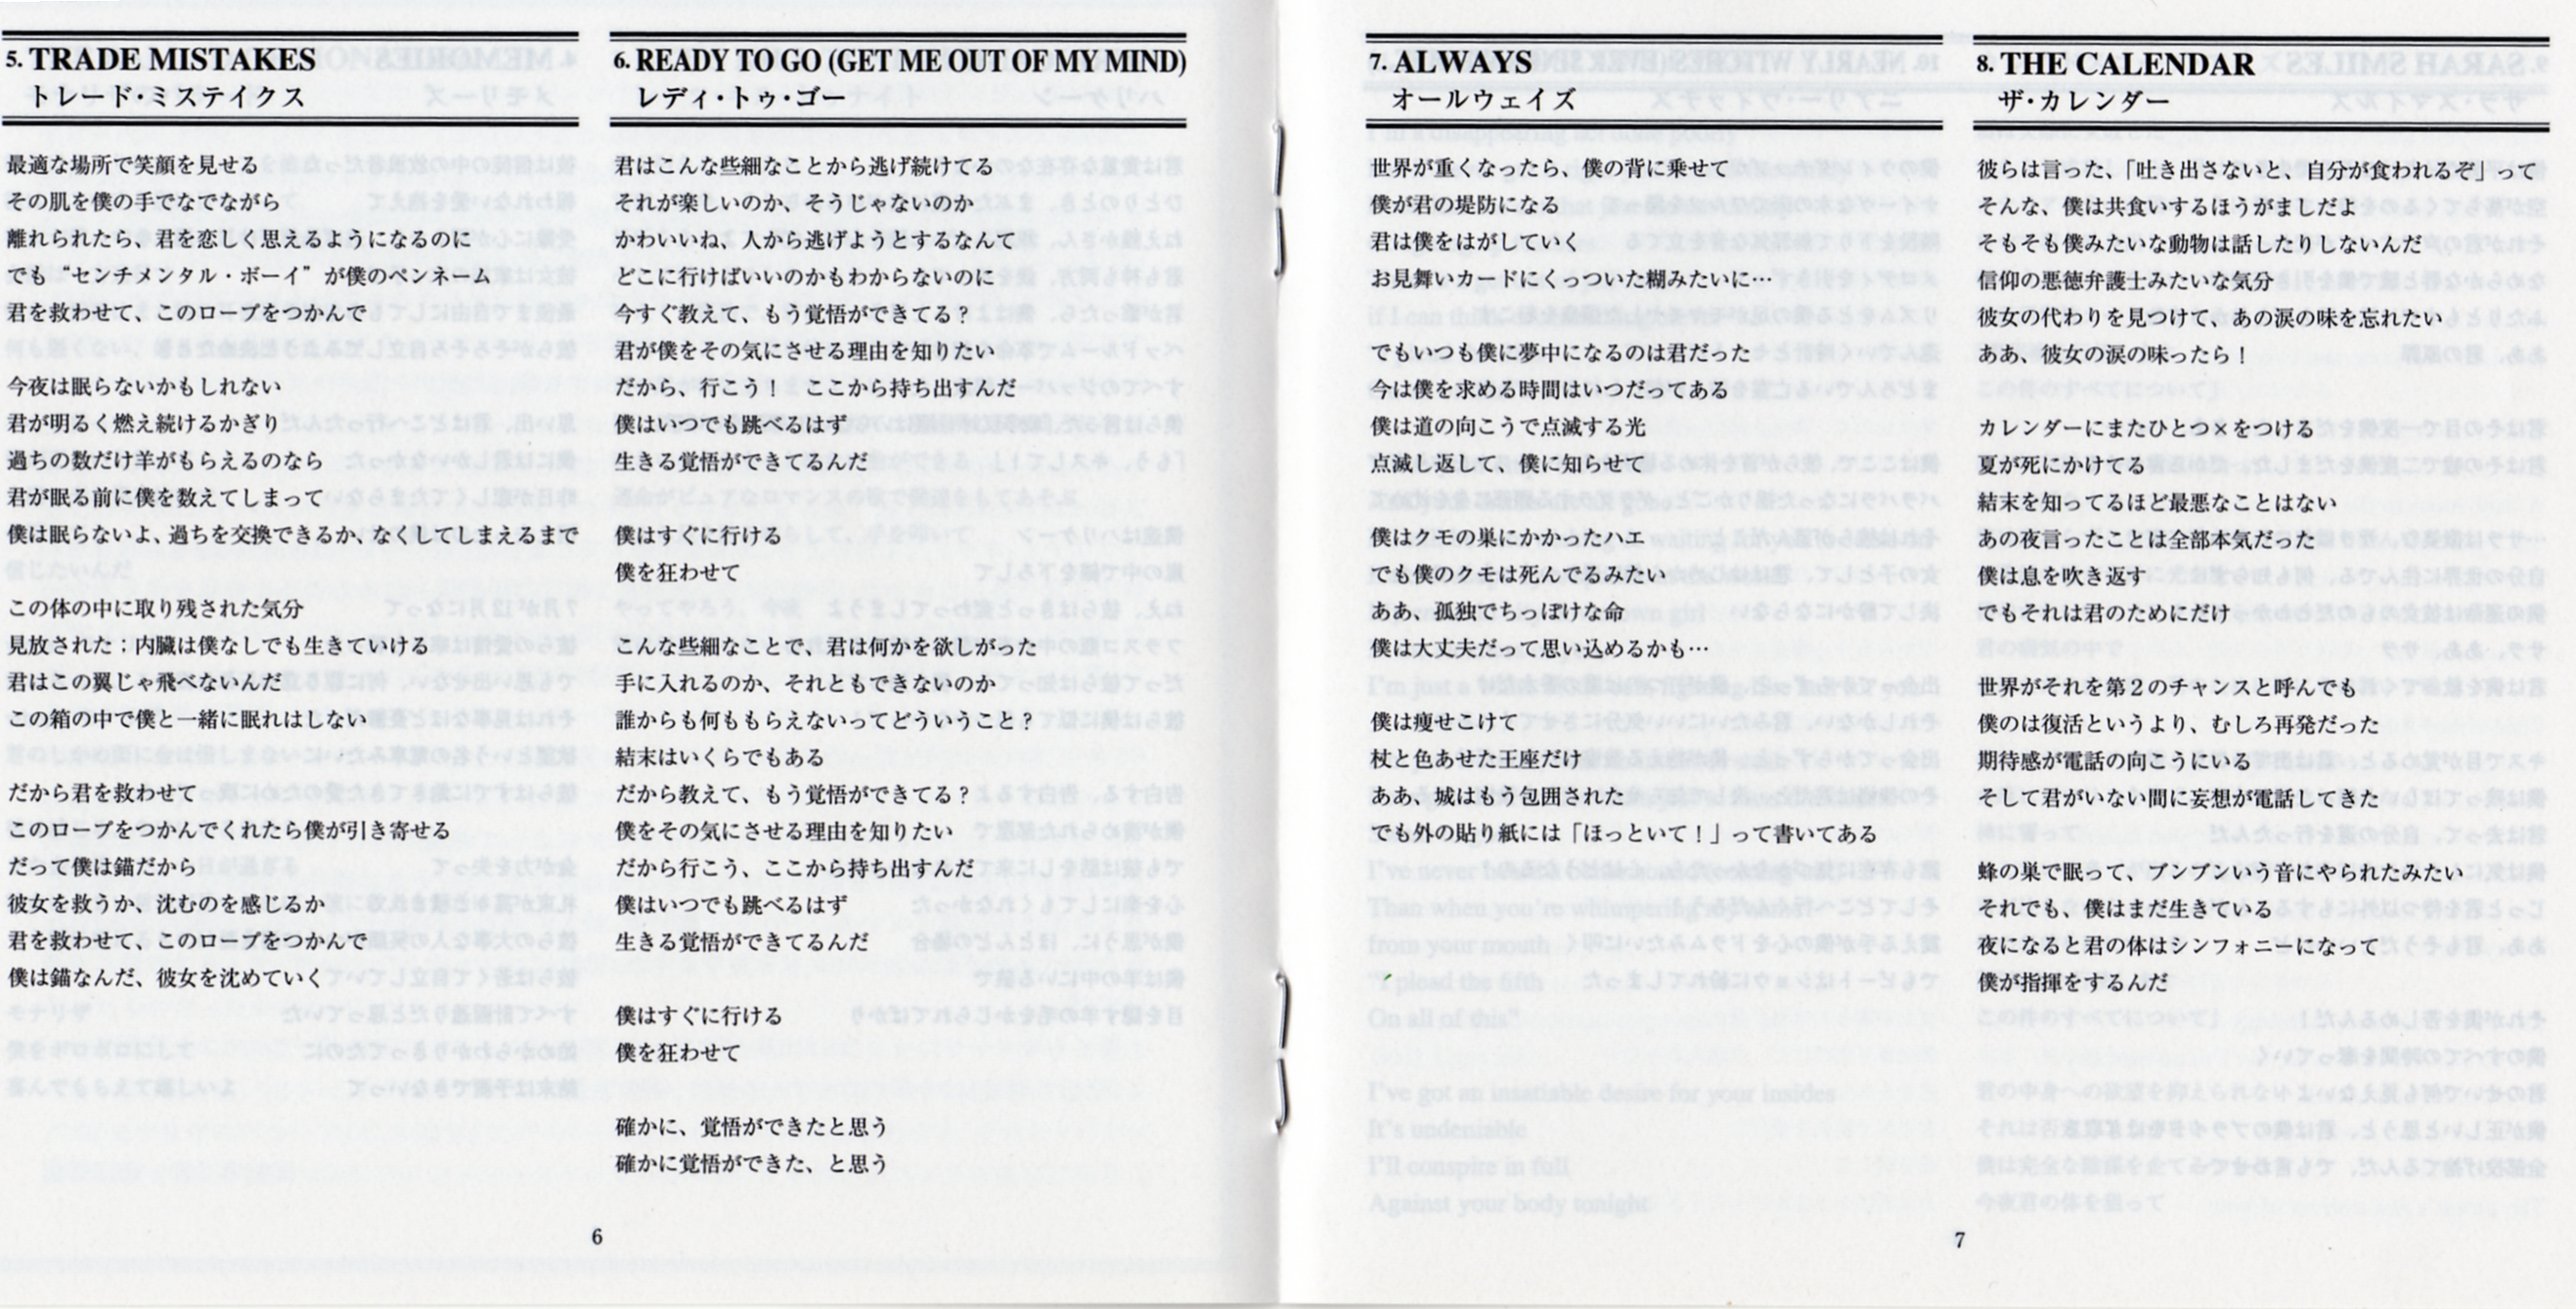 5. TRADE MISTAKES
トレード・ミステイクス
最適な場所で笑顔を見せる
その肌を僕の手でなでながら
離れられたら、君を恋しく思えるようになるのに
でも “センチメンタル・ボーイ” が僕のペンネーム
君を救わせて、このロープをつかんで
今夜は眠らないかもしれない
君が明るく燃え続けるかぎり
過ちの数だけ羊がもらえるのなら
君が眠る前に僕を数えてしまって
僕は眠らないよ、過ちを交換できるか、なくしてしまえるまで
この体の中に取り残された気分
見放された；内臓は僕なしでも生きていける
君はこの翼じゃ飛べないんだ
この箱の中で僕と一緒に眠れはしない
だから君を救わせて
このロープをつかんでくれたら僕が引き寄せる
だって僕は錨だから
彼女を救うか、沈むのを感じるか
君を救わせて、このロープをつかんで
僕は錨なんだ、彼女を沈めていく
6. READY TO GO (GET ME OUT OF MY MIND)
レディ・トゥ・ゴー
君はこんな些細なことから逃げ続けてる
それが楽しいのか、そうじゃないのか
かわいいね、人から逃げようとするなんて
どこに行けばいいのかもわからないのに
今すぐ教えて、もう覚悟ができてる？
君が僕をその気にさせる理由を知りたい
だから、行こう！　ここから持ち出すんだ
僕はいつでも跳べるはず
生きる覚悟ができてるんだ
僕はすぐに行ける
僕を狂わせて
こんな些細なことで、君は何かを欲しがった
手に入れるのか、それともできないのか
誰からも何ももらえないってどういうこと？
結末はいくらでもある
だから教えて、もう覚悟ができてる？
僕をその気にさせる理由を知りたい
だから行こう、ここから持ち出すんだ
僕はいつでも跳べるはず
生きる覚悟ができてるんだ
僕はすぐに行ける
僕を狂わせて
確かに、覚悟ができたと思う
確かに覚悟ができた、と思う
6
7. ALWAYS
オールウェイズ
世界が重くなったら、僕の背に乗せて
僕が君の堤防になる
君は僕をはがしていく
お見舞いカードにくっついた糊みたいに…
でもいつも僕に夢中になるのは君だった
今は僕を求める時間はいつだってある
僕は道の向こうで点滅する光
点滅し返して、僕に知らせて
僕はクモの巣にかかったハエ
でも僕のクモは死んでるみたい
ああ、孤独でちっぽけな命
僕は大丈夫だって思い込めるかも…
僕は痩せこけて
杖と色あせた王座だけ
ああ、城はもう包囲された
でも外の貼り紙には「ほっといて！」って書いてある
8. THE CALENDAR
ザ・カレンダー
彼らは言った、「吐き出さないと、自分が食われるぞ」って
そんな、僕は共食いするほうがましだよ
そもそも僕みたいな動物は話したりしないんだ
信仰の悪徳弁護士みたいな気分
彼女の代わりを見つけて、あの涙の味を忘れたい
ああ、彼女の涙の味ったら！
カレンダーにまたひとつ×をつける
夏が死にかけてる
結末を知ってるほど最悪なことはない
あの夜言ったことは全部本気だった
僕は息を吹き返す
でもそれは君のためにだけ
世界がそれを第２のチャンスと呼んでも
僕のは復活というより、むしろ再発だった
期待感が電話の向こうにいる
そして君がいない間に妄想が電話してきた
蜂の巣で眠って、ブンブンいう音にやられたみたい
それでも、僕はまだ生きている
夜になると君の体はシンフォニーになって
僕が指揮をするんだ
7